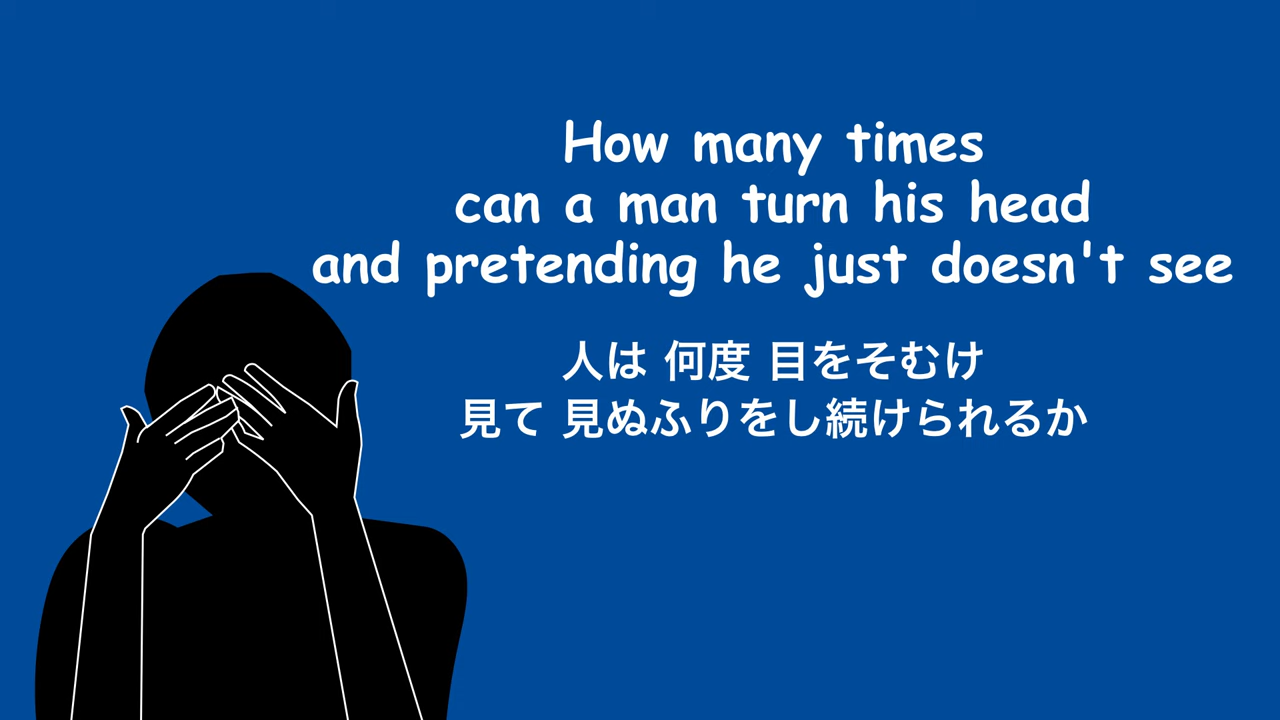 How many times
can a man turn his head
and pretending he just doesn't see
人は 何度 目をそむけ
見て 見ぬふりをし続けられるか